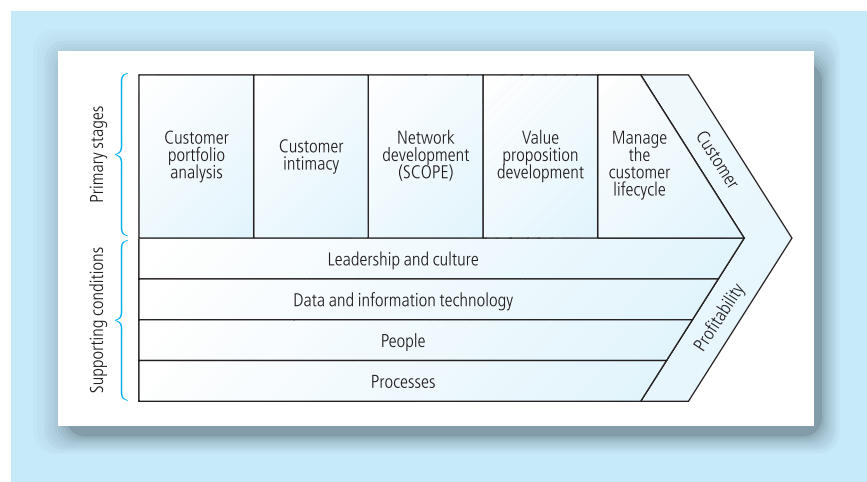 Primary stages
Customer
portfolio
analysis
Customer
intimacy
Network
development
(SCOPE)
Value
proposition
development
Manage
the
customer
lifecycle
Customer
Supporting conditions
Leadership and culture
Data and information technology
People
Processes
Profitability